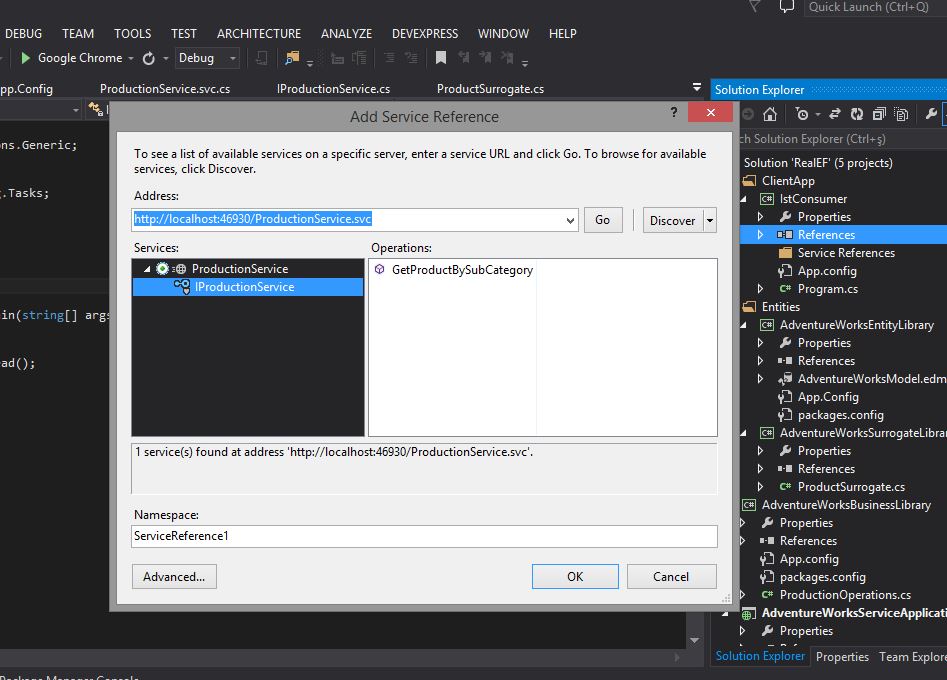 Quick Launch (Ctrl+Q)
DEBUG TEAM TOOLS TEST ARCHITECTURE ANALYZE DEVEXPRESS WINDOW HELP
Google Chrome Debug
pp.Config ProductionService.svc.cs IProductionService.cs ProductSurrogate.cs
ons.Generic;
g.Tasks;
ain(string[] args
ad();
Add Service Reference
?
To see a list of available services on a specific server, enter a service URL and click Go. To browse for available
services, click Discover.
Address:
http://localhost:46930/ProductionService.svc
Go
Discover
Services:
Operations:
ProductionService
IProductionService
GetProductBySubCategory
1 service(s) found at address 'http://localhost:46930/ProductionService.svc'.
Namespace:
ServiceReference1
Advanced...
OK
Cancel
Solution Explorer
ch Solution Explorer (Ctrl+ş)
Solution 'RealEF' (5 projects)
ClientApp
C# IstConsumer
Properties
References
Service References
App.config
C# Program.cs
Entities
C# AdventureWorksEntityLibrary
Properties
References
AdventureWorksModel.edm
App.Config
packages.config
C# AdventureWorksSurrogateLibrar
Properties
References
C# ProductSurrogate.cs
C# AdventureWorksBusinessLibrary
Properties
References
App.config
packages.config
C# ProductionOperations.cs
AdventureWorksServiceApplicati
Properties
Solution Explorer Properties Team Explore
Package Manager Console